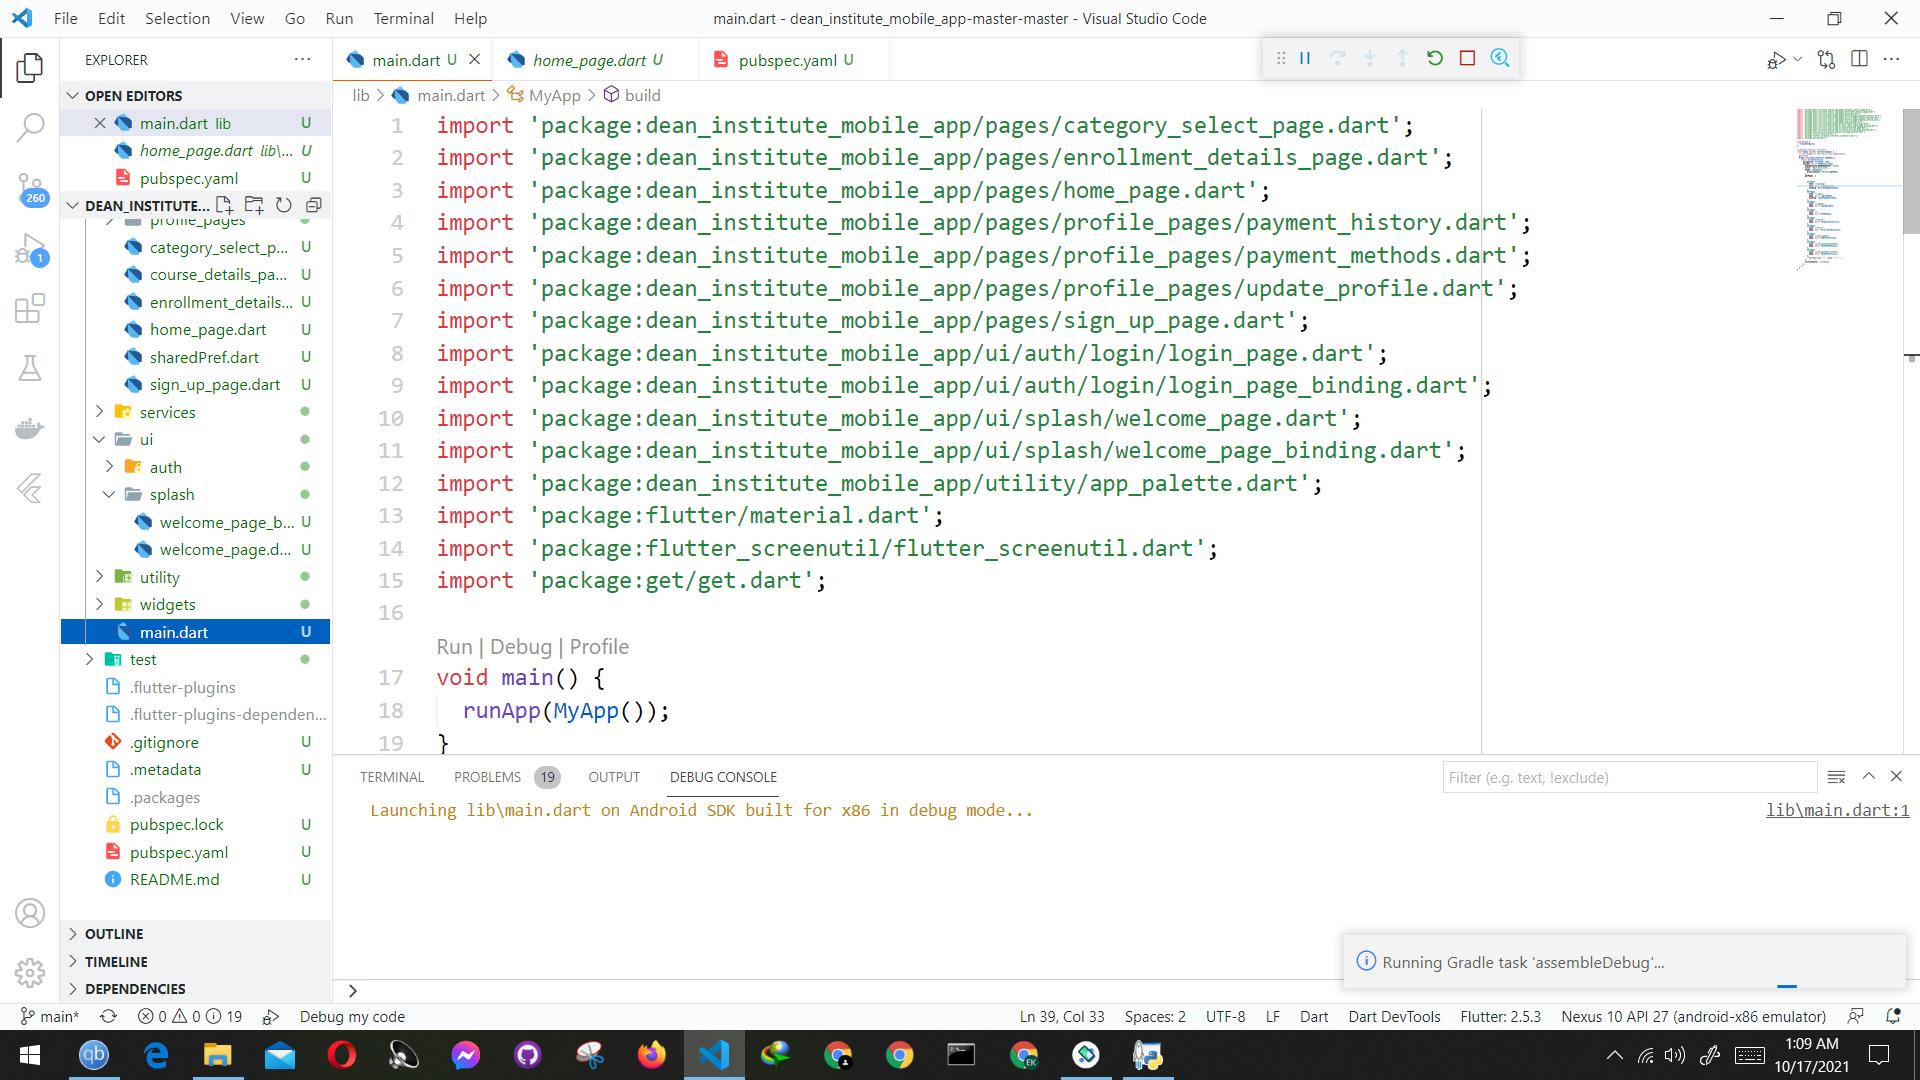 File Edit Selection View Go Run Terminal Help
main.dart - dean_institute_mobile_app-master-master - Visual Studio Code
EXPLORER
OPEN EDITORS
main.dart lib U
home_page.dart lib\... U
pubspec.yaml U
DEAN_INSTITUTE...
profile_pages
category_select_p... U
course_details_pa... U
enrollment_details... U
home_page.dart U
sharedPref.dart U
sign_up_page.dart U
services
ui
auth
splash
welcome_page_b... U
welcome_page.d... U
utility
widgets
main.dart U
test
.flutter-plugins
.flutter-plugins-dependen...
.gitignore U
.metadata U
.packages
pubspec.lock U
pubspec.yaml U
README.md U
OUTLINE
TIMELINE
DEPENDENCIES
260
1
main.dart U
home_page.dart U
pubspec.yaml U
lib > main.dart > MyApp > build
1 import 'package:dean_institute_mobile_app/pages/category_select_page.dart';
2 import 'package:dean_institute_mobile_app/pages/enrollment_details_page.dart';
3 import 'package:dean_institute_mobile_app/pages/home_page.dart';
4 import 'package:dean_institute_mobile_app/pages/profile_pages/payment_history.dart';
5 import 'package:dean_institute_mobile_app/pages/profile_pages/payment_methods.dart';
6 import 'package:dean_institute_mobile_app/pages/profile_pages/update_profile.dart';
7 import 'package:dean_institute_mobile_app/pages/sign_up_page.dart';
8 import 'package:dean_institute_mobile_app/ui/auth/login/login_page.dart';
9 import 'package:dean_institute_mobile_app/ui/auth/login/login_page_binding.dart';
10 import 'package:dean_institute_mobile_app/ui/splash/welcome_page.dart';
11 import 'package:dean_institute_mobile_app/ui/splash/welcome_page_binding.dart';
12 import 'package:dean_institute_mobile_app/utility/app_palette.dart';
13 import 'package:flutter/material.dart';
14 import 'package:flutter_screenutil/flutter_screenutil.dart';
15 import 'package:get/get.dart';
16
Run | Debug | Profile
17 void main() {
18 runApp(MyApp());
19 }
TERMINAL PROBLEMS 19 OUTPUT DEBUG CONSOLE
Filter (e.g. text, !exclude)
Launching lib\main.dart on Android SDK built for x86 in debug mode...
lib\main.dart:1
Running Gradle task 'assembleDebug'...
main* 0 0 19 Debug my code
Ln 39, Col 33 Spaces: 2 UTF-8 LF Dart Dart DevTools Flutter: 2.5.3 Nexus 10 API 27 (android-x86 emulator)
qb
EK
1:09 AM
10/17/2021